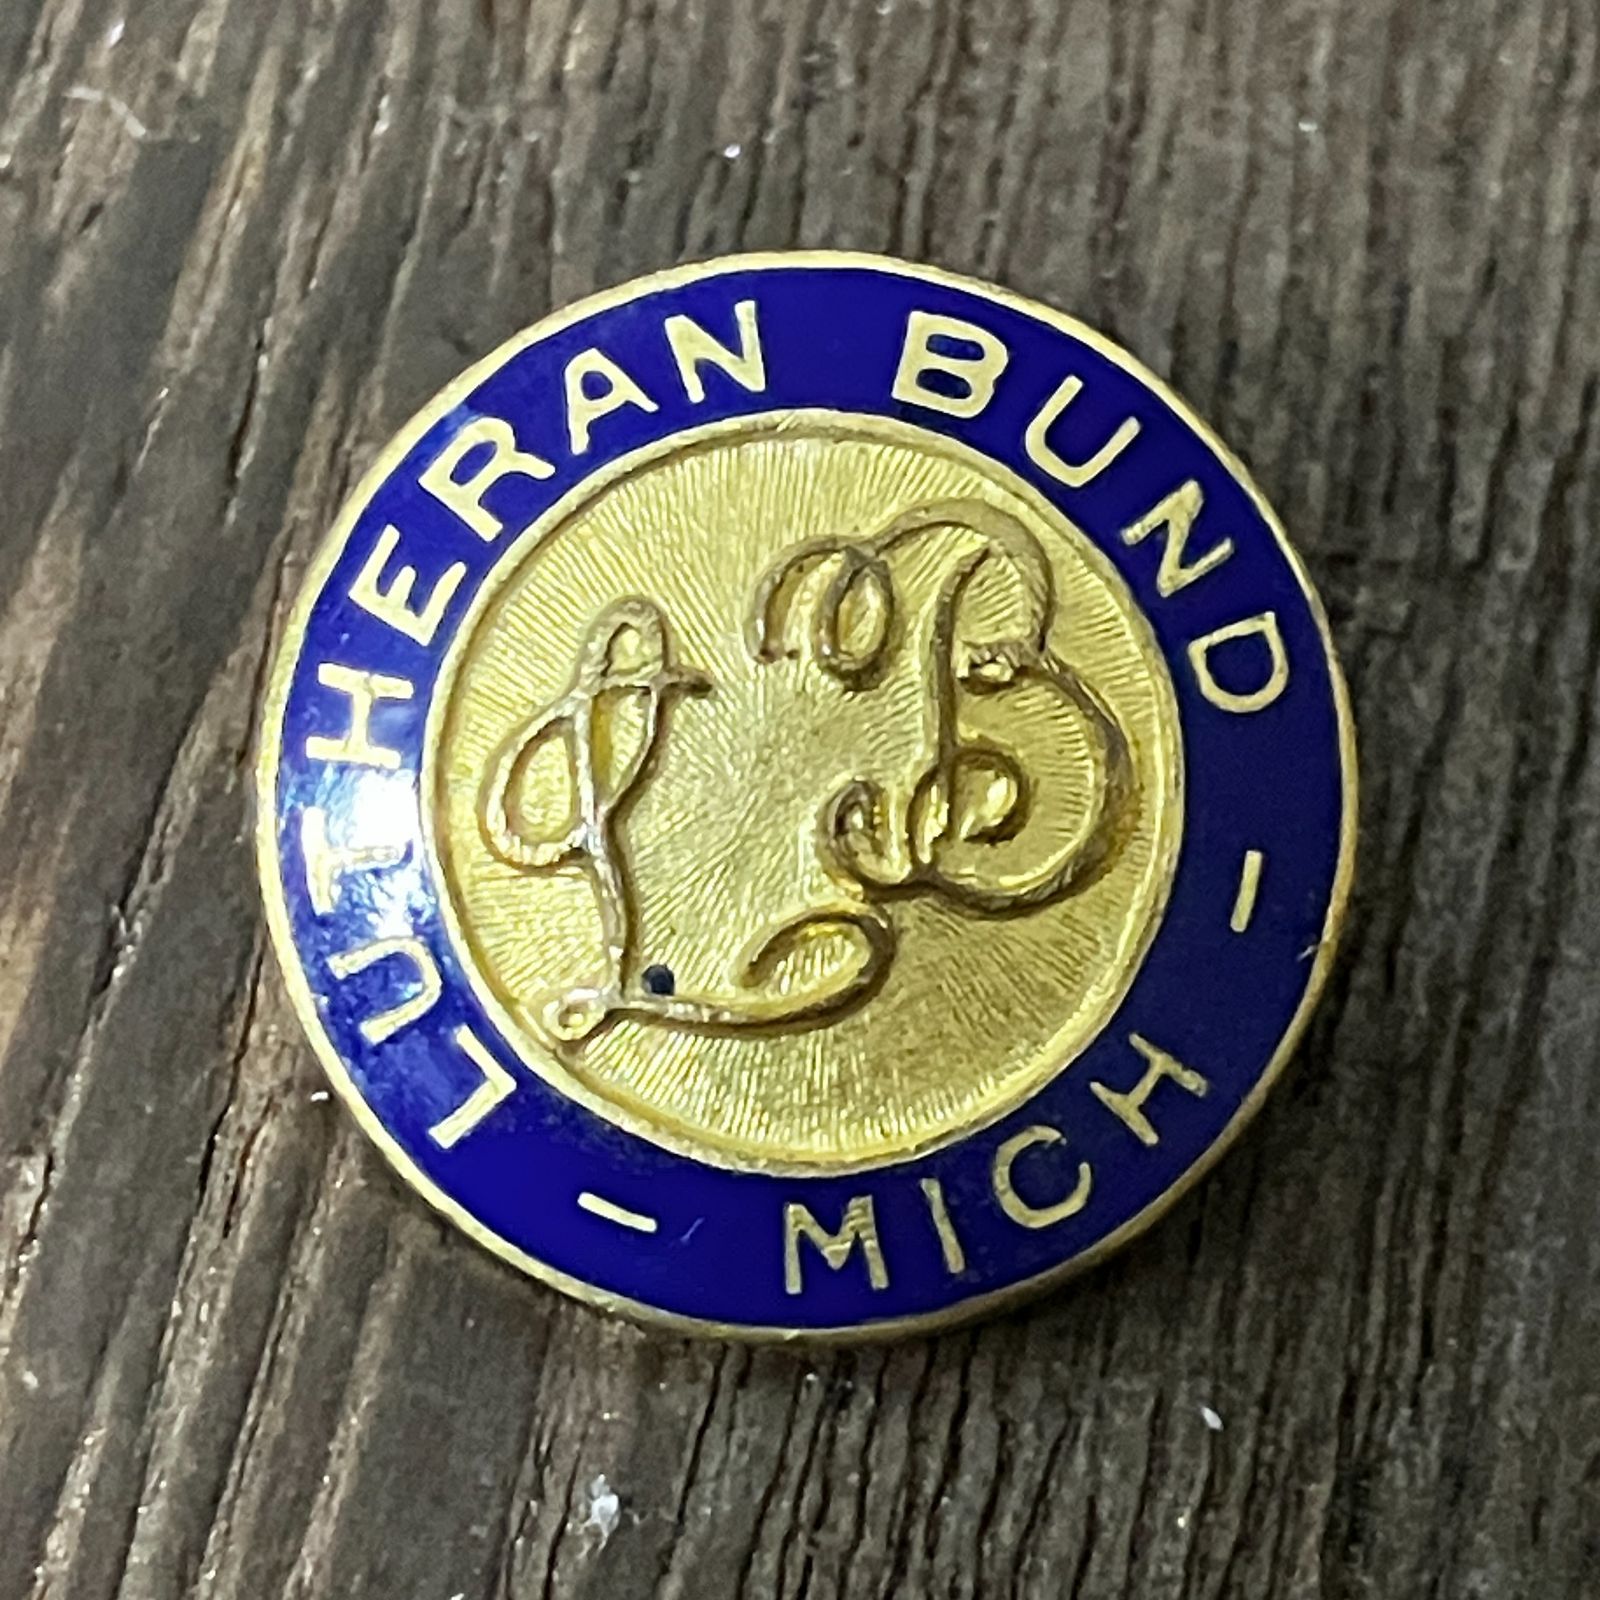 LUTHERAN BUND
- MICH -
LB